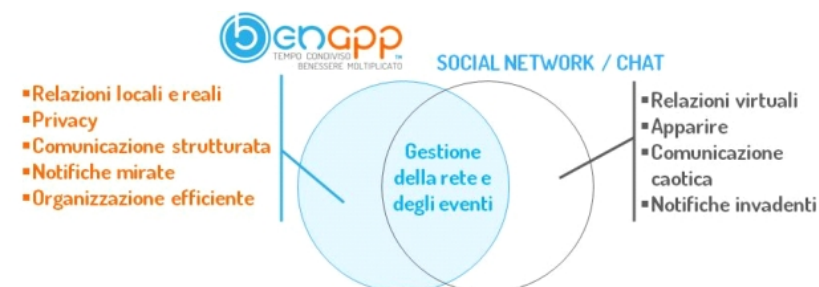 benapp
TEMPO CONDIVISO
BENESSERE MOLTIPLICATO
SOCIAL NETWORK / CHAT
▪Relazioni locali e reali
▪Privacy
▪Comunicazione strutturata
▪Notifiche mirate
▪Organizzazione efficiente
Gestione
della rete e
degli eventi
▪Relazioni virtuali
▪Apparire
▪Comunicazione
caotica
▪Notifiche invadenti